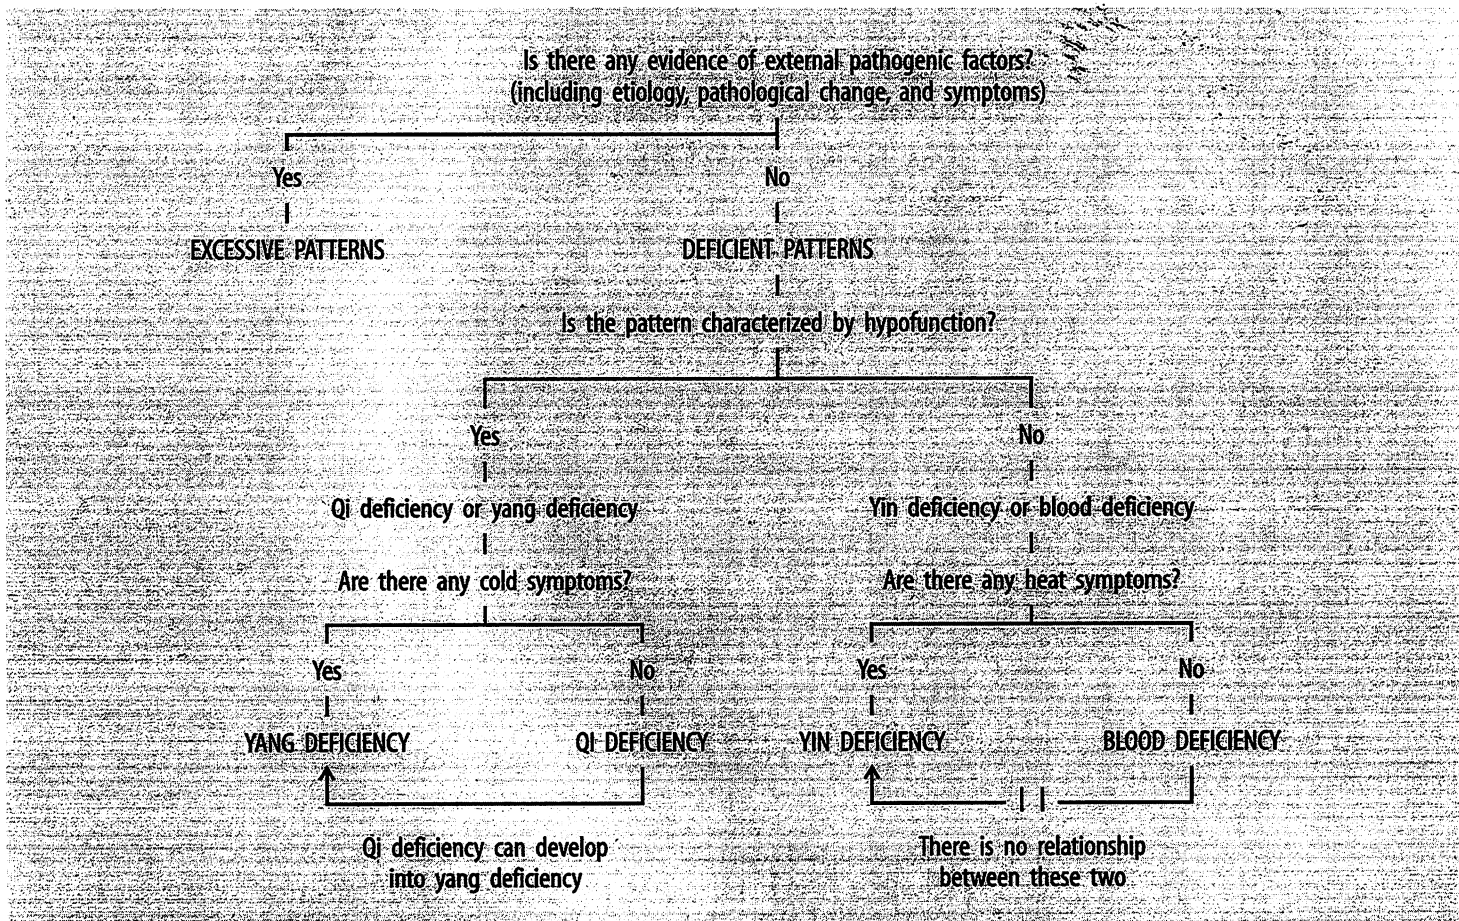 Is there any evidence of external pathogenic factors?
(including etiology, pathological change, and symptoms)
Yes
No
EXCESSIVE PATTERNS
DEFICIENT PATTERNS
Is the pattern characterized by hypofunction?
Yes
No
Qi deficiency or yang deficiency
Yin deficiency or blood deficiency
Are there any cold symptoms?
Are there any heat symptoms?
Yes
No
Yes
No
YANG DEFICIENCY
QI DEFICIENCY
YIN DEFICIENCY
BLOOD DEFICIENCY
Qi deficiency can develop
into yang deficiency
There is no relationship
between these two